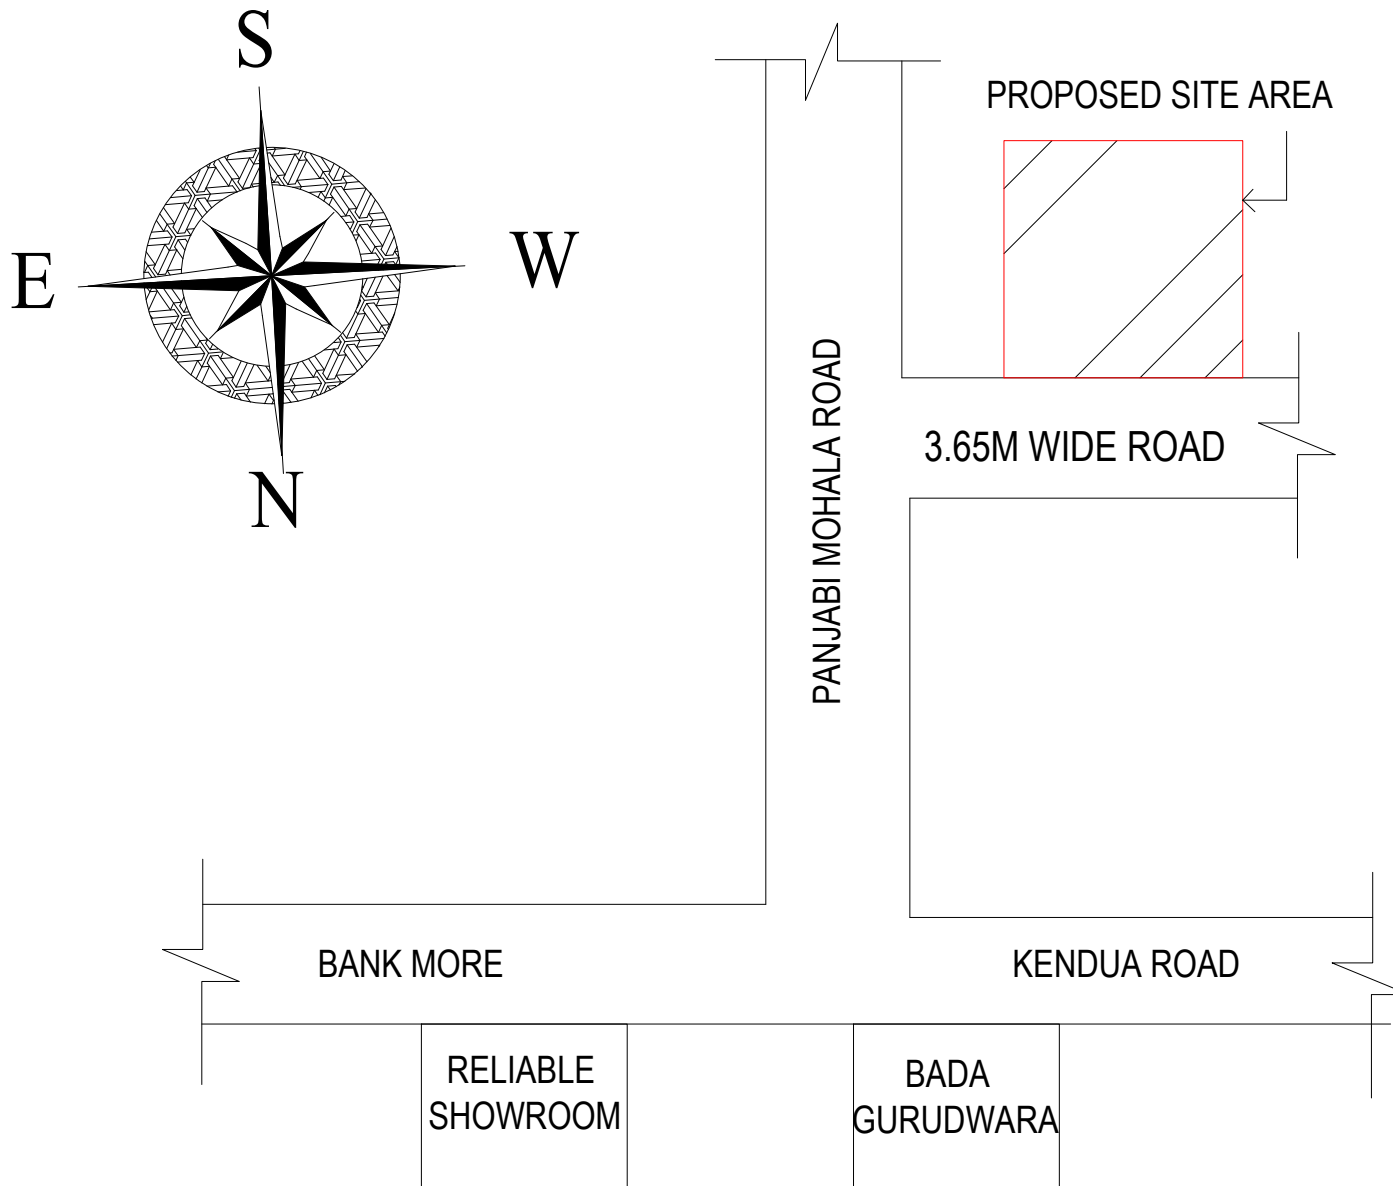 S
PROPOSED SITE AREA
E
W
N
PANJABI MOHALA ROAD
3.65M WIDE ROAD
BANK MORE
KENDUA ROAD
RELIABLE
SHOWROOM
BADA
GURUDWARA